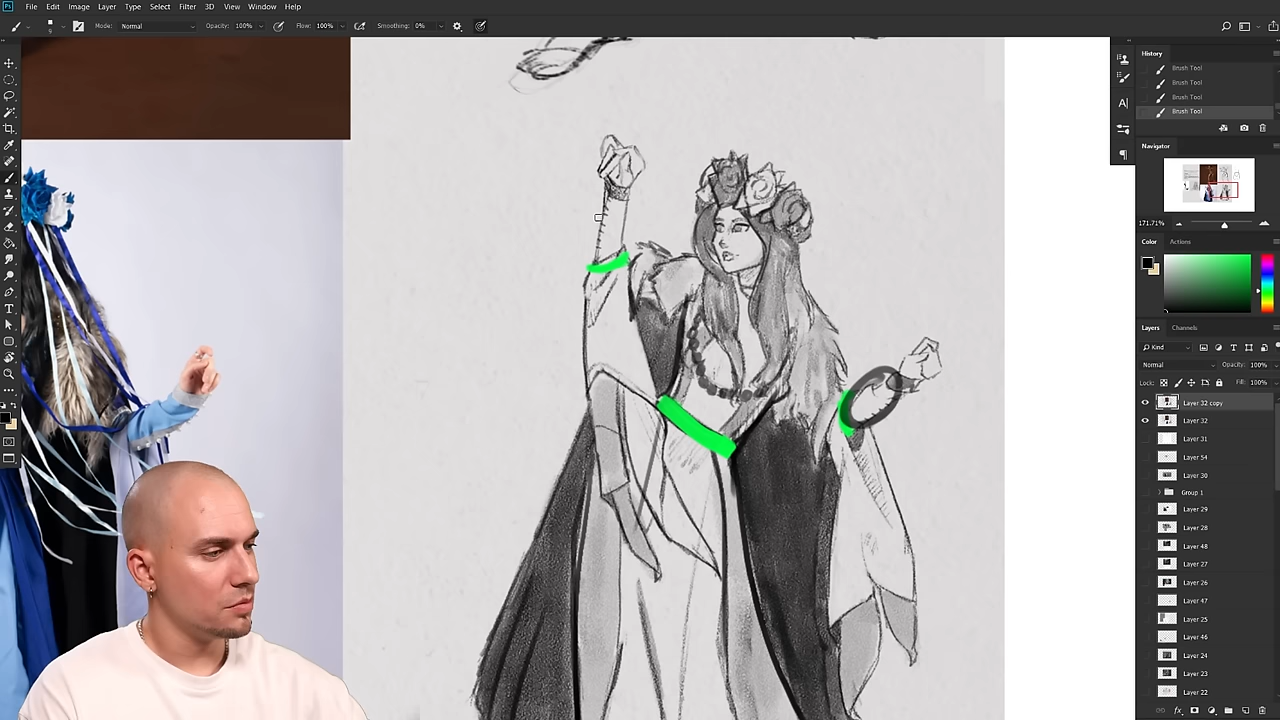 Ps File Edit Image Layer Type Select Filter 3D View Window Help
Mode: Normal Opacity: 100% Flow: 100% Smoothing: 0%
9
History
Brush Tool
Brush Tool
Brush Tool
Brush Tool
Navigator
171.71%
Color Actions
Layers Channels
Kind
Normal Opacity: 100%
Lock: Fill: 100%
Layer 32 copy
Layer 32
Layer 31
Layer 54
Layer 30
Group 1
Layer 29
Layer 28
Layer 48
Layer 27
Layer 26
Layer 47
Layer 25
Layer 46
Layer 24
Layer 23
Layer 22